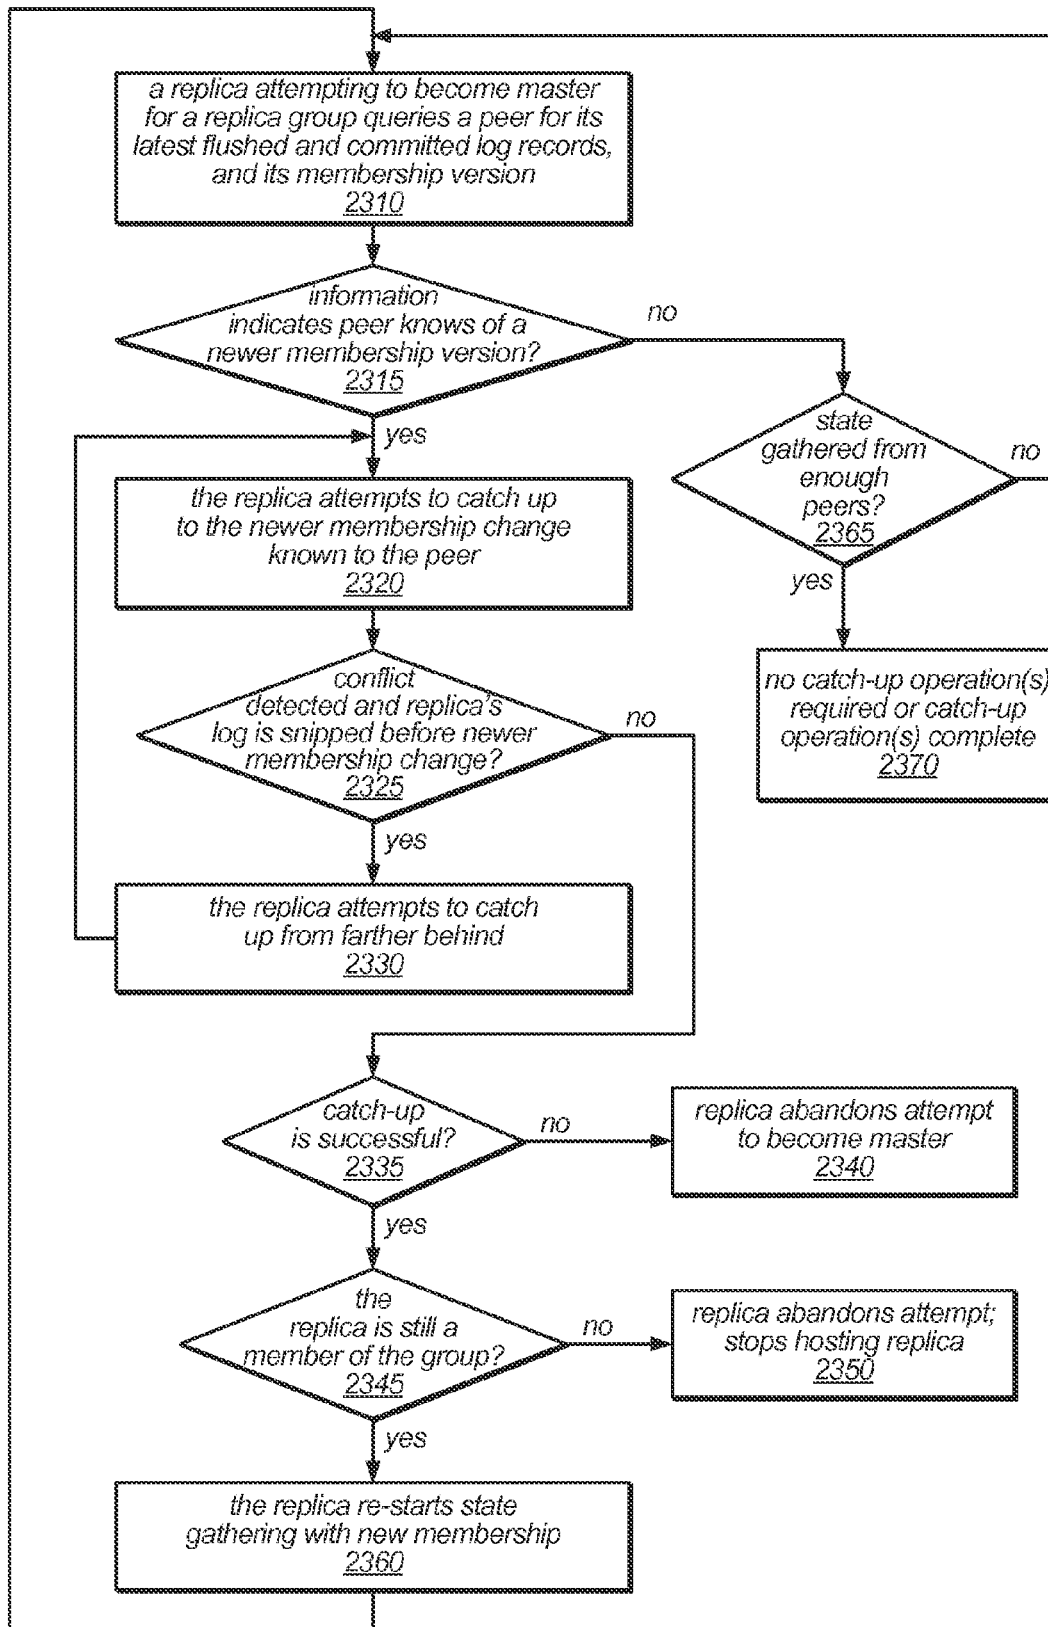 a replica attempting to become master
for a replica group queries a peer for its
latest flushed and committed log records,
and its membership version
2310
information
indicates peer knows of a
newer membership version?
2315
no
yes
state
gathered from
enough
peers?
2365
no
yes
the replica attempts to catch up
to the newer membership change
known to the peer
2320
no catch-up operation(s)
required or catch-up
operation(s) complete
2370
conflict
detected and replica's
log is snipped before newer
membership change?
2325
no
yes
the replica attempts to catch
up from farther behind
2330
catch-up
is successful?
2335
no
replica abandons attempt
to become master
2340
yes
the
replica is still a
member of the group?
2345
no
replica abandons attempt;
stops hosting replica
2350
yes
the replica re-starts state
gathering with new membership
2360